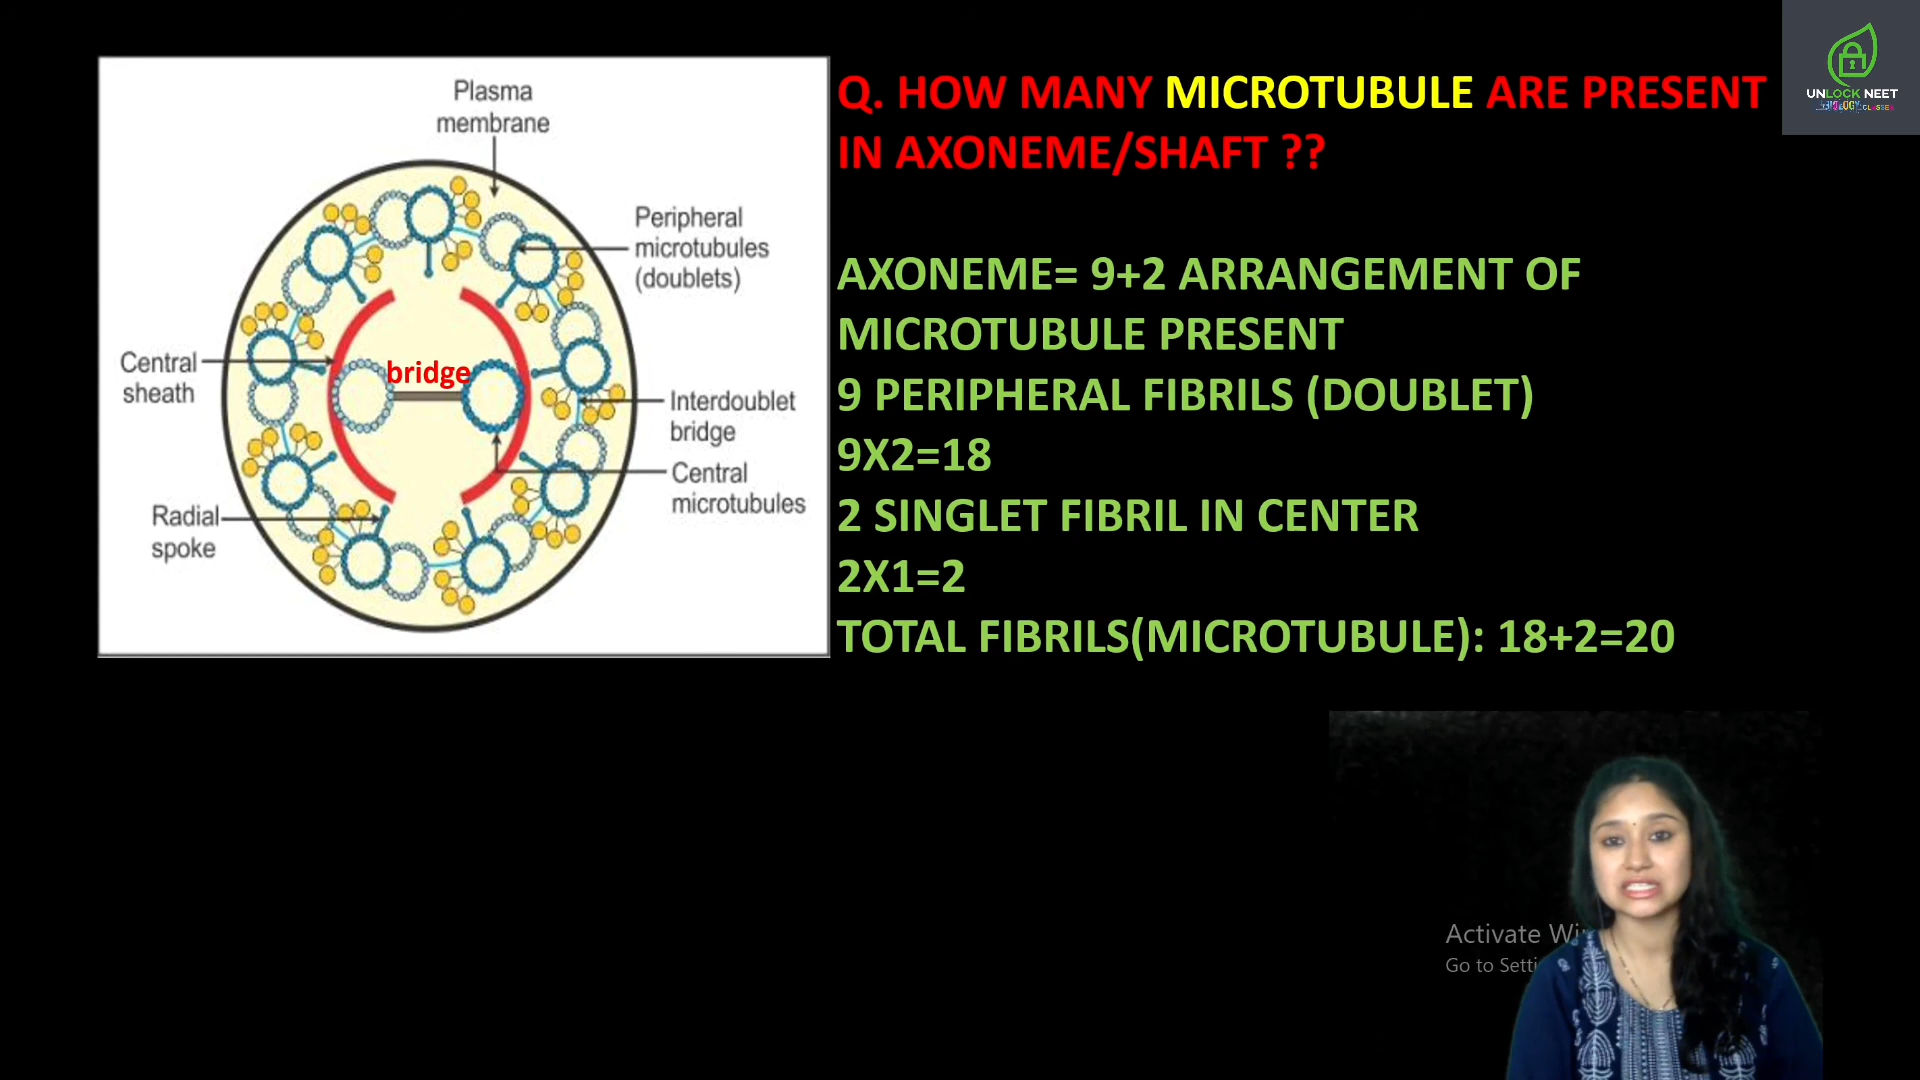 Plasma
membrane
Peripheral
microtubules
(doublets)
Central
sheath
bridge
Interdoublet
bridge
Central
microtubules
Radial
spoke
Q. HOW MANY MICROTUBULE ARE PRESENT
IN AXONEME/SHAFT ??
AXONEME= 9+2 ARRANGEMENT OF
MICROTUBULE PRESENT
9 PERIPHERAL FIBRILS (DOUBLET)
9X2=18
2 SINGLET FIBRIL IN CENTER
2X1=2
TOTAL FIBRILS(MICROTUBULE): 18+2=20
UNLOCK NEET
BIOLOGY CLASSES
Activate Wi
Go to Setti